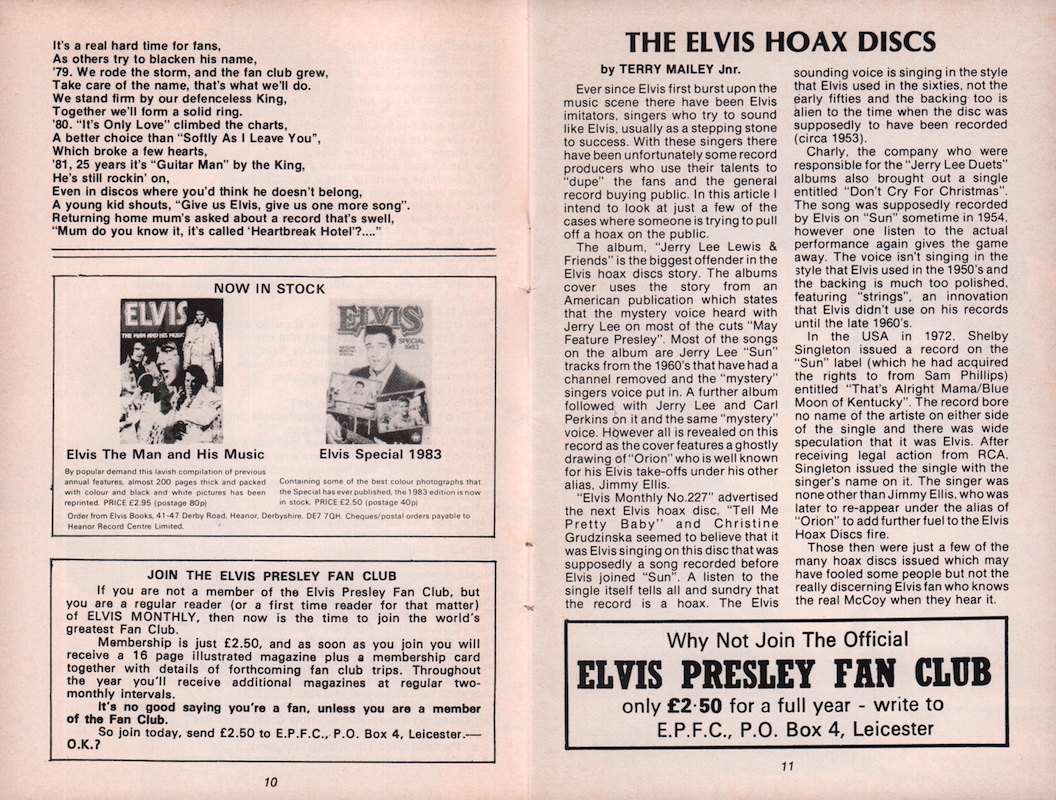 It's a real hard time for fans,
As others try to blacken his name,
'79. We rode the storm, and the fan club grew,
Take care of the name, that's what we'll do.
We stand firm by our defenceless King,
Together we'll form a solid ring.
'80. "It's Only Love" climbed the charts,
A better choice than "Softly As I Leave You",
Which broke a few hearts,
'81, 25 years it's "Guitar Man" by the King,
He's still rockin' on,
Even in discos where you'd think he doesn't belong,
A young kid shouts, "Give us Elvis, give us one more song".
Returning home mum's asked about a record that's swell,
"Mum do you know it, it's called 'Heartbreak Hotel'?...."
NOW IN STOCK
ELVIS
THE MAN AND HIS MUSIC
ELVIS
SPECIAL
1983
Elvis The Man and His Music
By popular demand this lavish compilation of previous
annual features, almost 200 pages thick and packed
with colour and black and white pictures has been
reprinted. PRICE £2.95 (postage 80p)
Elvis Special 1983
Containing some of the best colour photographs that
the Special has ever published, the 1983 edition is now
in stock. PRICE £2.50 (postage 40p)
Order from Elvis Books, 41-47 Derby Road, Heanor, Derbyshire. DE7 7QH. Cheques/postal orders payable to
Heanor Record Centre Limited.
JOIN THE ELVIS PRESLEY FAN CLUB
If you are not a member of the Elvis Presley Fan Club, but
you are a regular reader (or a first time reader for that matter)
of ELVIS MONTHLY, then now is the time to join the world's
greatest Fan Club.
Membership is just £2.50, and as soon as you join you will
receive a 16 page illustrated magazine plus a membership card
together with details of forthcoming fan club trips. Throughout
the year you'll receive additional magazines at regular two-
monthly intervals.
It's no good saying you're a fan, unless you are a member
of the Fan Club.
So join today, send £2.50 to E.P.F.C., P.O. Box 4, Leicester.—
O.K.?
10
THE ELVIS HOAX DISCS
by TERRY MAILEY Jnr.
Ever since Elvis first burst upon the
music scene there have been Elvis
imitators, singers who try to sound
like Elvis, usually as a stepping stone
to success. With these singers there
have been unfortunately some record
producers who use their talents to
"dupe" the fans and the general
record buying public. In this article I
intend to look at just a few of the
cases where someone is trying to pull
off a hoax on the public.
The album, "Jerry Lee Lewis &
Friends" is the biggest offender in the
Elvis hoax discs story. The albums
cover uses the story from an
American publication which states
that the mystery voice heard with
Jerry Lee on most of the cuts "May
Feature Presley". Most of the songs
on the album are Jerry Lee "Sun"
tracks from the 1960's that have had a
channel removed and the "mystery"
singers voice put in. A further album
followed with Jerry Lee and Carl
Perkins on it and the same "mystery"
voice. However all is revealed on this
record as the cover features a ghostly
drawing of "Orion" who is well known
for his Elvis take-offs under his other
alias, Jimmy Ellis.
"Elvis Monthly No.227" advertised
the next Elvis hoax disc, "Tell Me
Pretty Baby" and Christine
Grudzinska seemed to believe that it
was Elvis singing on this disc that was
supposedly a song recorded before
Elvis joined "Sun". A listen to the
single itself tells all and sundry that
the record is a hoax. The Elvis
sounding voice is singing in the style
that Elvis used in the sixties, not the
early fifties and the backing too is
alien to the time when the disc was
supposedly to have been recorded
(circa 1953).
Charly, the company who were
responsible for the "Jerry Lee Duets"
albums also brought out a single
entitled "Don't Cry For Christmas".
The song was supposedly recorded
by Elvis on "Sun" sometime in 1954,
however one listen to the actual
performance again gives the game
away. The voice isn't singing in the
style that Elvis used in the 1950's and
the backing is much too polished,
featuring "strings", an innovation
that Elvis didn't use on his records
until the late 1960's.
In the USA in 1972, Shelby
Singleton issued a record on the
"Sun" label (which he had acquired
the rights to from Sam Phillips)
entitled "That's Alright Mama/Blue
Moon of Kentucky". The record bore
no name of the artiste on either side
of the single and there was wide
speculation that it was Elvis. After
receiving legal action from RCA,
Singleton issued the single with the
singer's name on it. The singer was
none other than Jimmy Ellis, who was
later to re-appear under the alias of
"Orion" to add further fuel to the Elvis
Hoax Discs fire.
Those then were just a few of the
many hoax discs issued which may
have fooled some people but not the
really discerning Elvis fan who knows
the real McCoy when they hear it.
Why Not Join The Official
ELVIS PRESLEY FAN CLUB
only £2·50 for a full year - write to
E.P.F.C., P.O. Box 4, Leicester
11